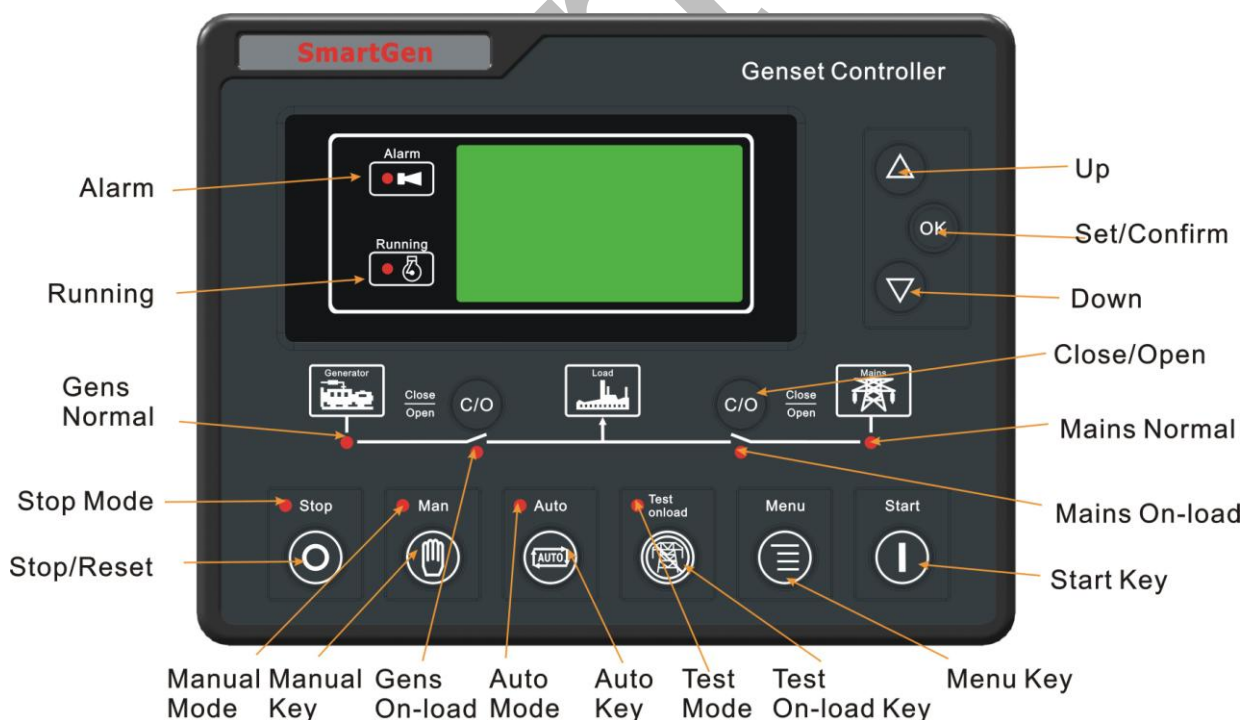 SmartGen
Genset Controller
Alarm
Alarm
Up
OK
Set/Confirm
Running
Running
Down
Close/Open
Gens
Normal
Generator
Close
Open
C/O
Load
C/O
Close
Open
Mains
Mains Normal
Stop Mode
Stop
Man
Auto
Test
onload
Menu
Start
Mains On-load
Stop/Reset
AUTO
Start Key
Manual
Mode
Manual
Key
Gens
On-load
Auto
Mode
Auto
Key
Test
Mode
Test
On-load Key
Menu Key